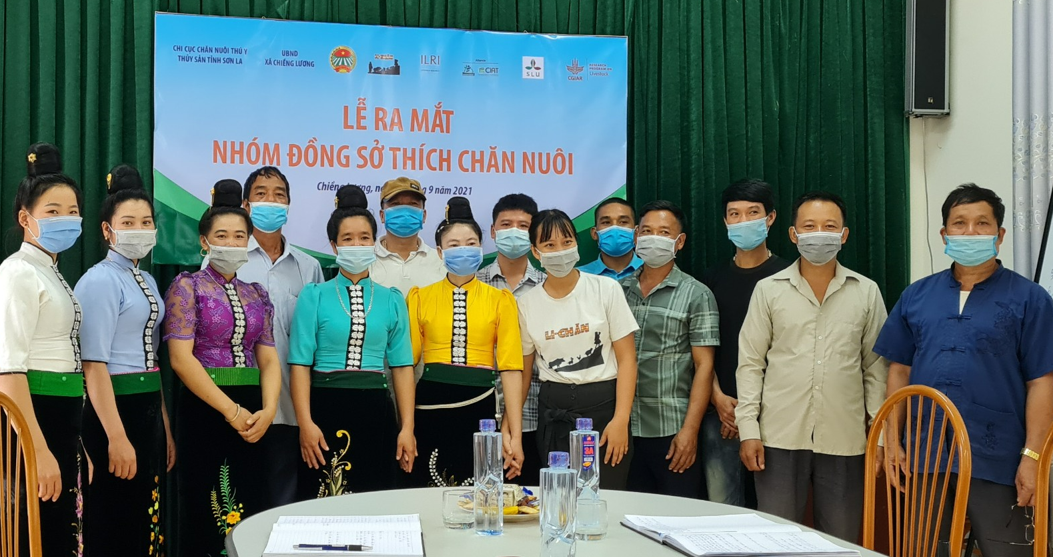 CHI CỤC CHĂN NUÔI THÚ Y
THỦY SẢN TỈNH SƠN LA
UBND
XÃ CHIỀNG LƯƠNG
ILRI
CIAT
SLU
CGIAR
LỄ RA MẮT
NHÓM ĐỒNG SỞ THÍCH CHĂN NUÔI
9 năm 2021
LI-CHĂN